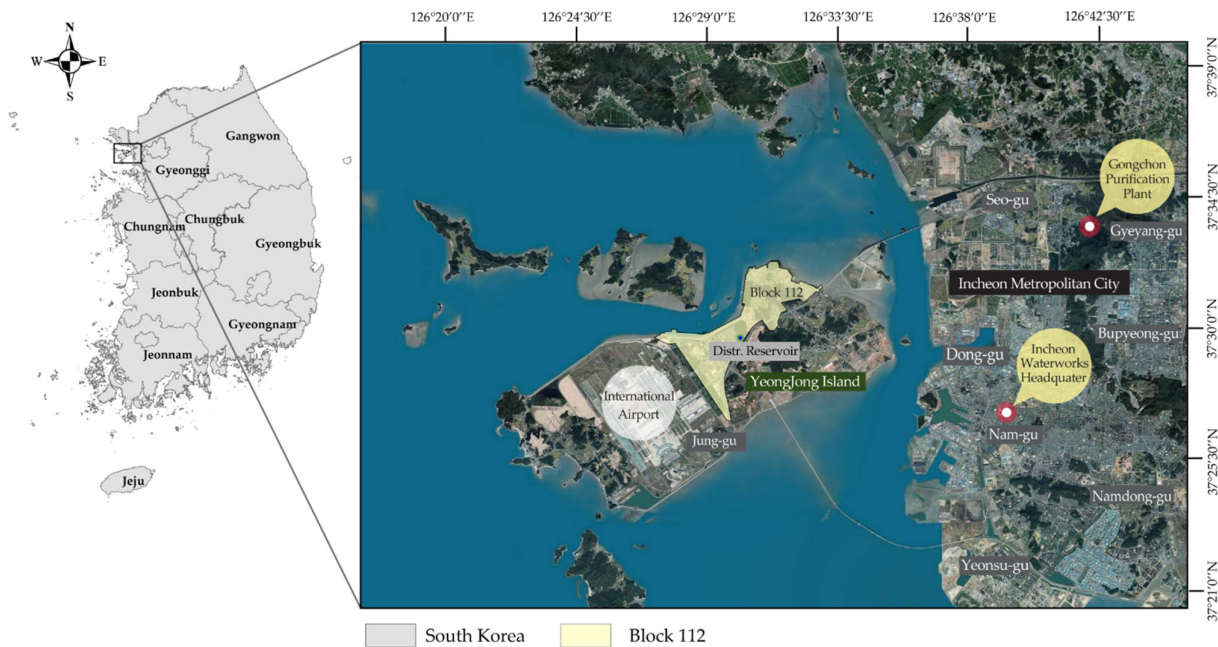 126°20'0''E 126°24'30''E 126°29'0''E 126°33'30''E 126°38'0''E 126°42'30''E
N
W E
S
37°39'0''N
37°34'30''N
37°30'0''N
37°25'30''N
37°21'0''N
Gangwon
Gyeonggi
Chungbuk
Chungnam
Gyeongbuk
Jeonbuk
Gyeongnam
Jeonnam
Jeju
Gongchon
Purification
Plant
Seo-gu
Gyeyang-gu
Incheon Metropolitan City
Block 112
Bupyeong-gu
Distr. Reservoir
Dong-gu
Incheon
Waterworks
Headquater
YeongJong Island
International
Airport
Jung-gu
Nam-gu
Namdong-gu
Yeonsu-gu
South Korea Block 112